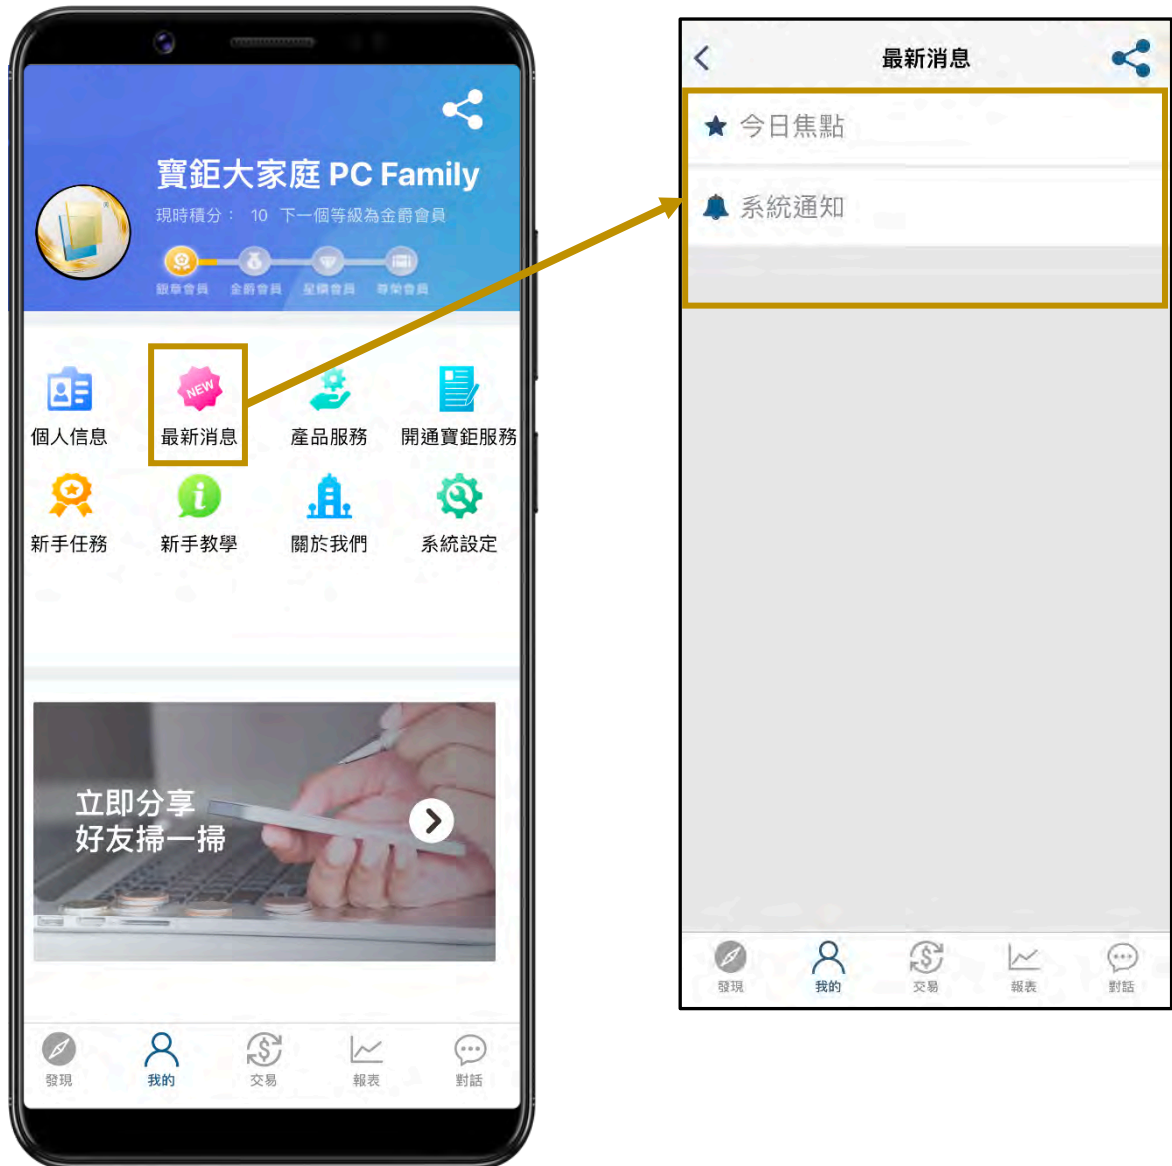 寶鉅大家庭 PC Family
現時積分： 10 下一個等級為金爵會員
銀章會員 金爵會員 星鑽會員 尊榮會員
NEW
個人信息 最新消息 產品服務 開通寶鉅服務
新手任務 新手教學 關於我們 系統設定
立即分享
好友掃一掃
發現 我的 交易 報表 對話
最新消息
今日焦點
系統通知
發現 我的 交易 報表 對話